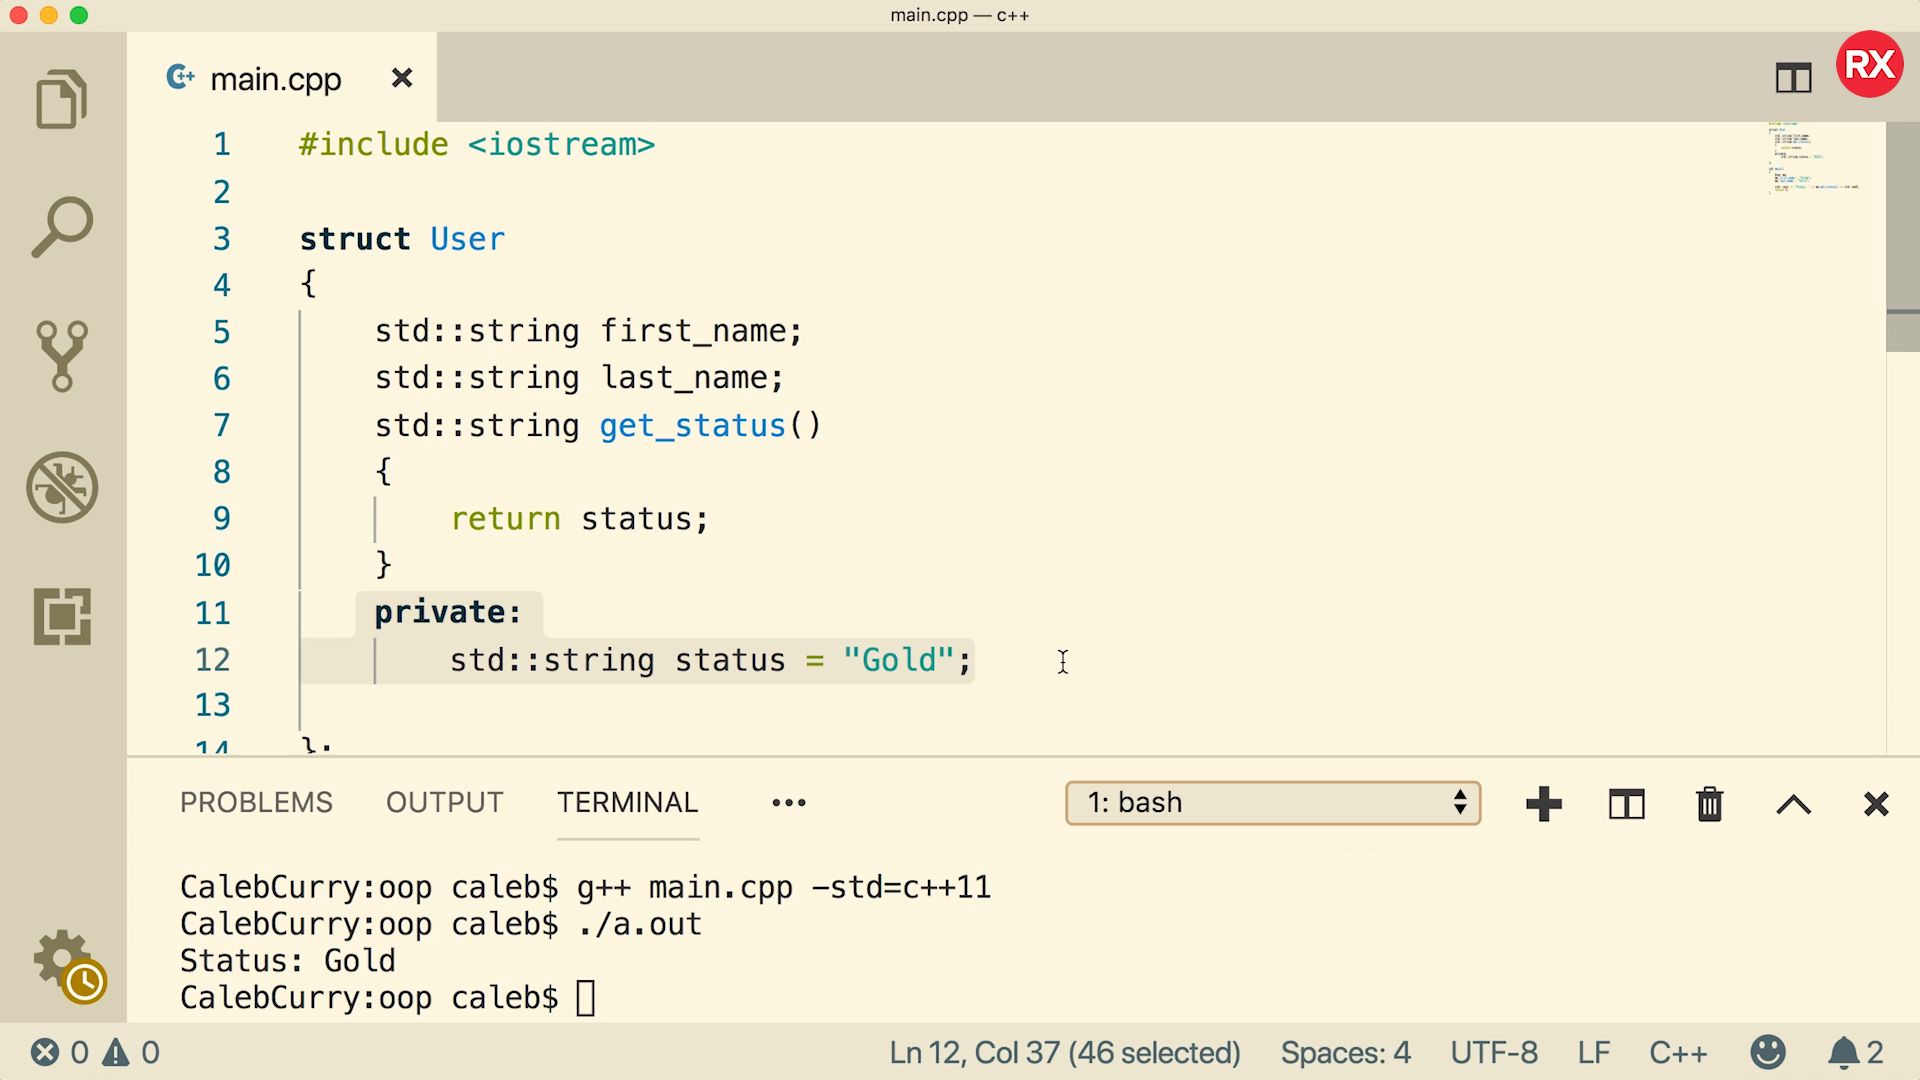 main.cpp — c++
main.cpp
RX
1 #include <iostream>
2
3 struct User
4 {
5 std::string first_name;
6 std::string last_name;
7 std::string get_status()
8 {
9 return status;
10 }
11 private:
12 std::string status = "Gold";
13
14 };
PROBLEMS OUTPUT TERMINAL ••• 1: bash
CalebCurry:oop caleb$ g++ main.cpp -std=c++11
CalebCurry:oop caleb$ ./a.out
Status: Gold
CalebCurry:oop caleb$
0 0 Ln 12, Col 37 (46 selected) Spaces: 4 UTF-8 LF C++ 2